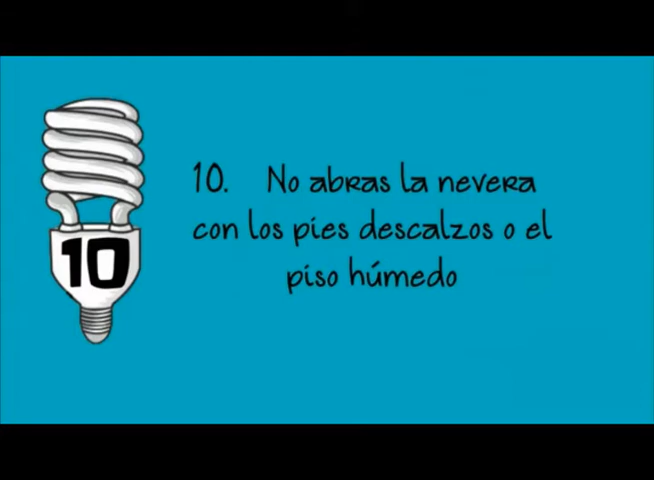 10
10. No abras la nevera
con los pies descalzos o el
piso húmedo